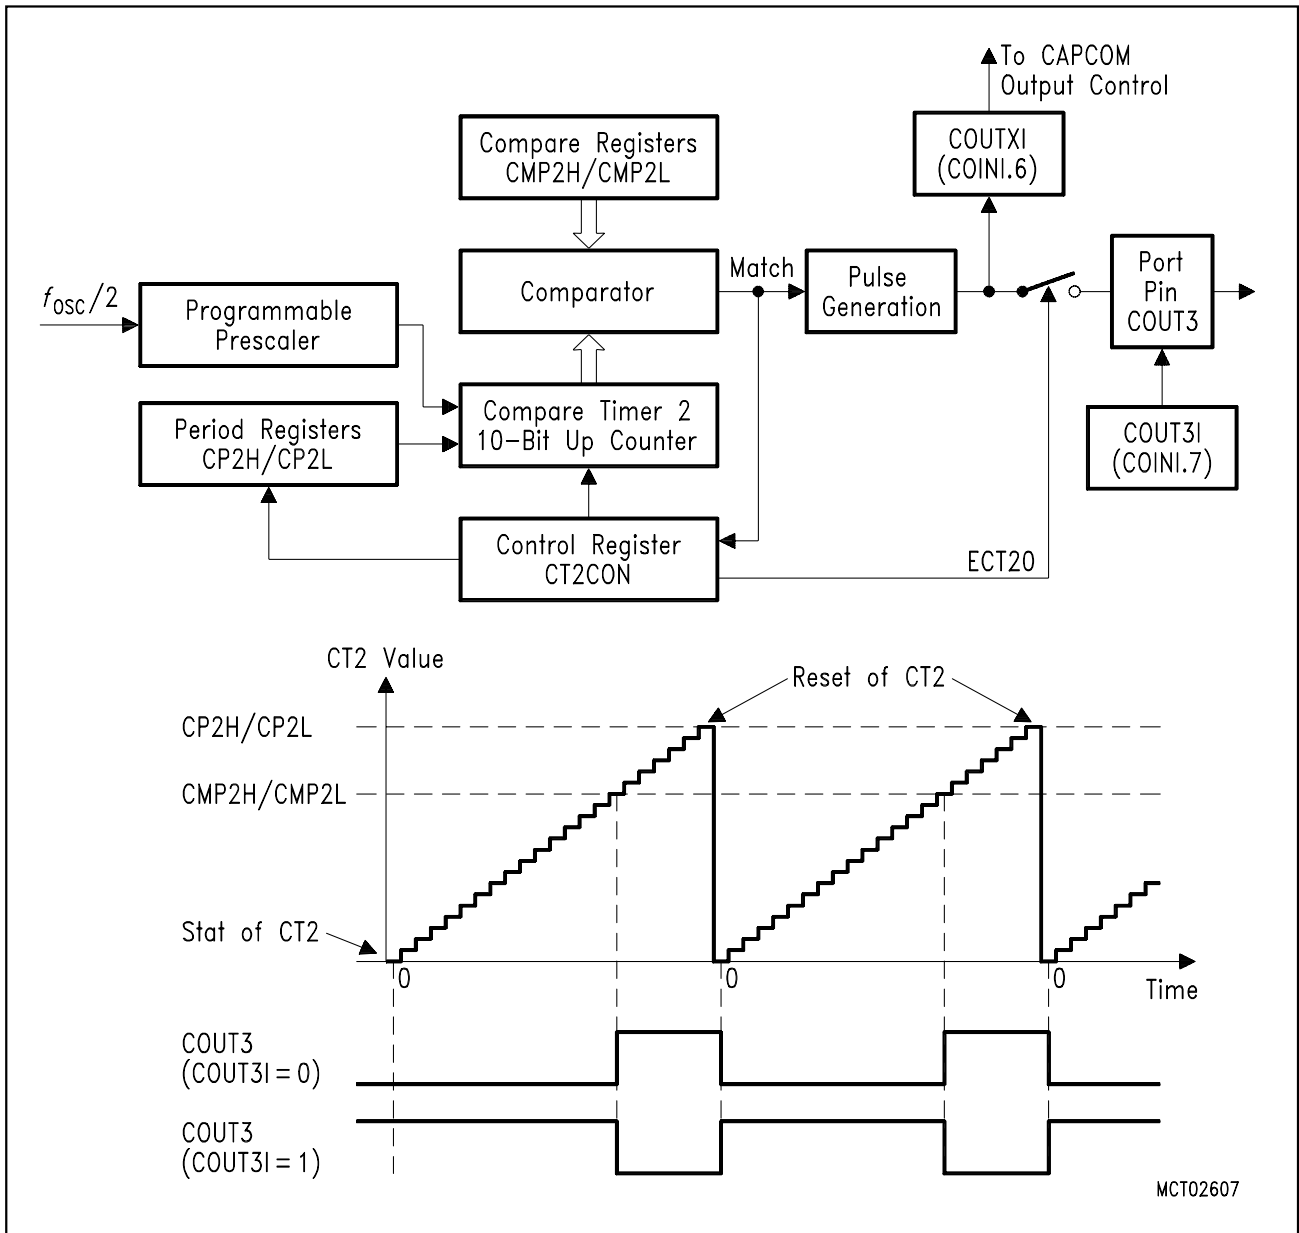 To CAPCOM
Output Control
Compare Registers
CMP2H/CMP2L
COUTXI
(COINI.6)
fOSC/2
Programmable
Prescaler
Comparator
Match
Pulse
Generation
Port
Pin
COUT3
Period Registers
CP2H/CP2L
Compare Timer 2
10-Bit Up Counter
COUT3I
(COINI.7)
Control Register
CT2CON
ECT2O
CT2 Value
Reset of CT2
CP2H/CP2L
CMP2H/CMP2L
Stat of CT2
0
0
0
Time
COUT3
(COUT3I=0)
COUT3
(COUT3I=1)
MCT02607